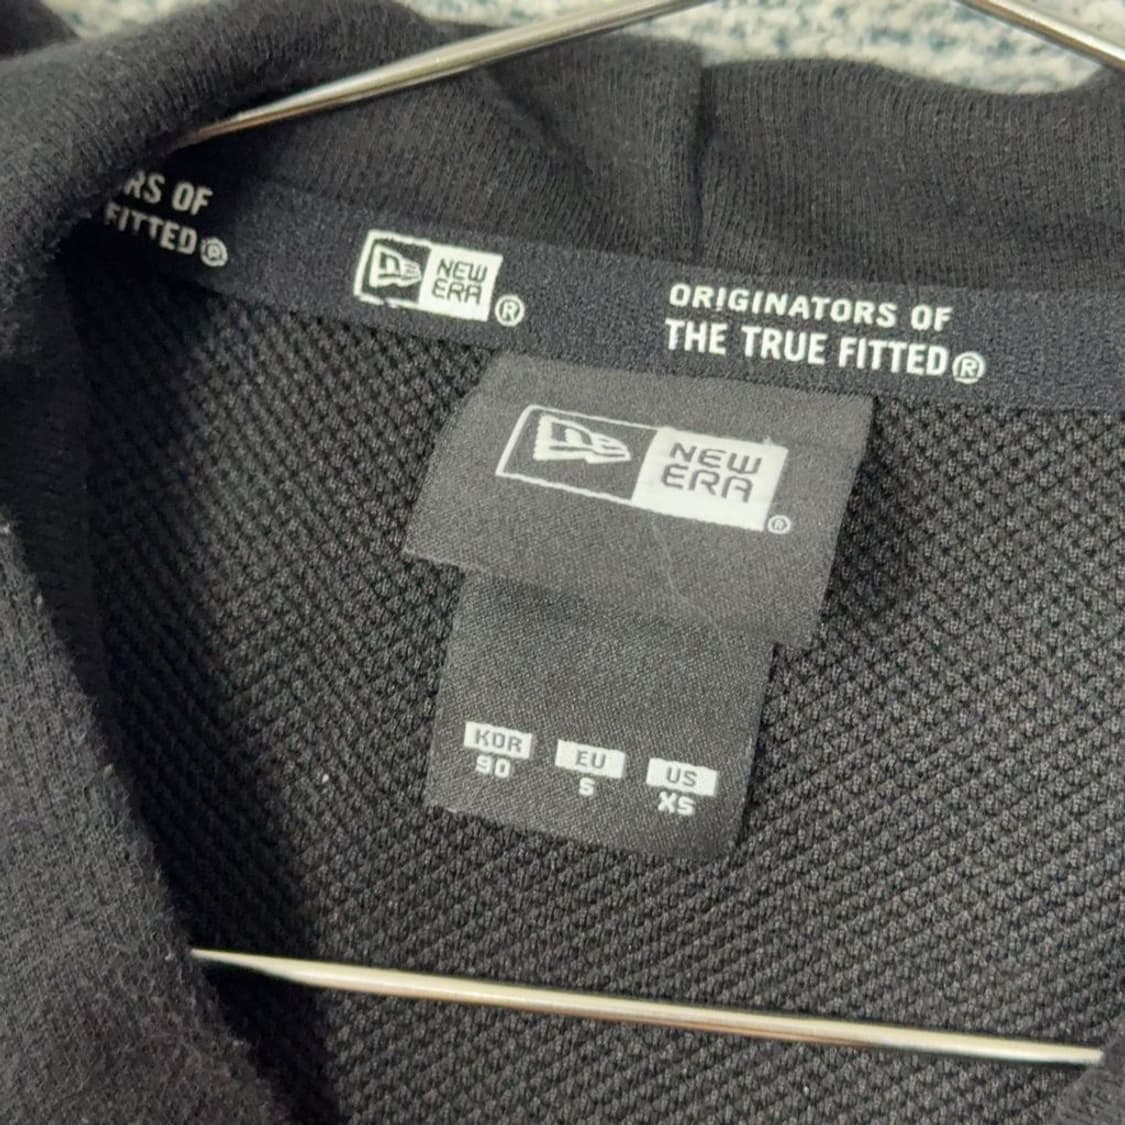 RS OF
FITTED®
NEW
ERA
®
ORIGINATORS OF
THE TRUE FITTED®
NEW
ERA
®
KOR EU US
90 S XS